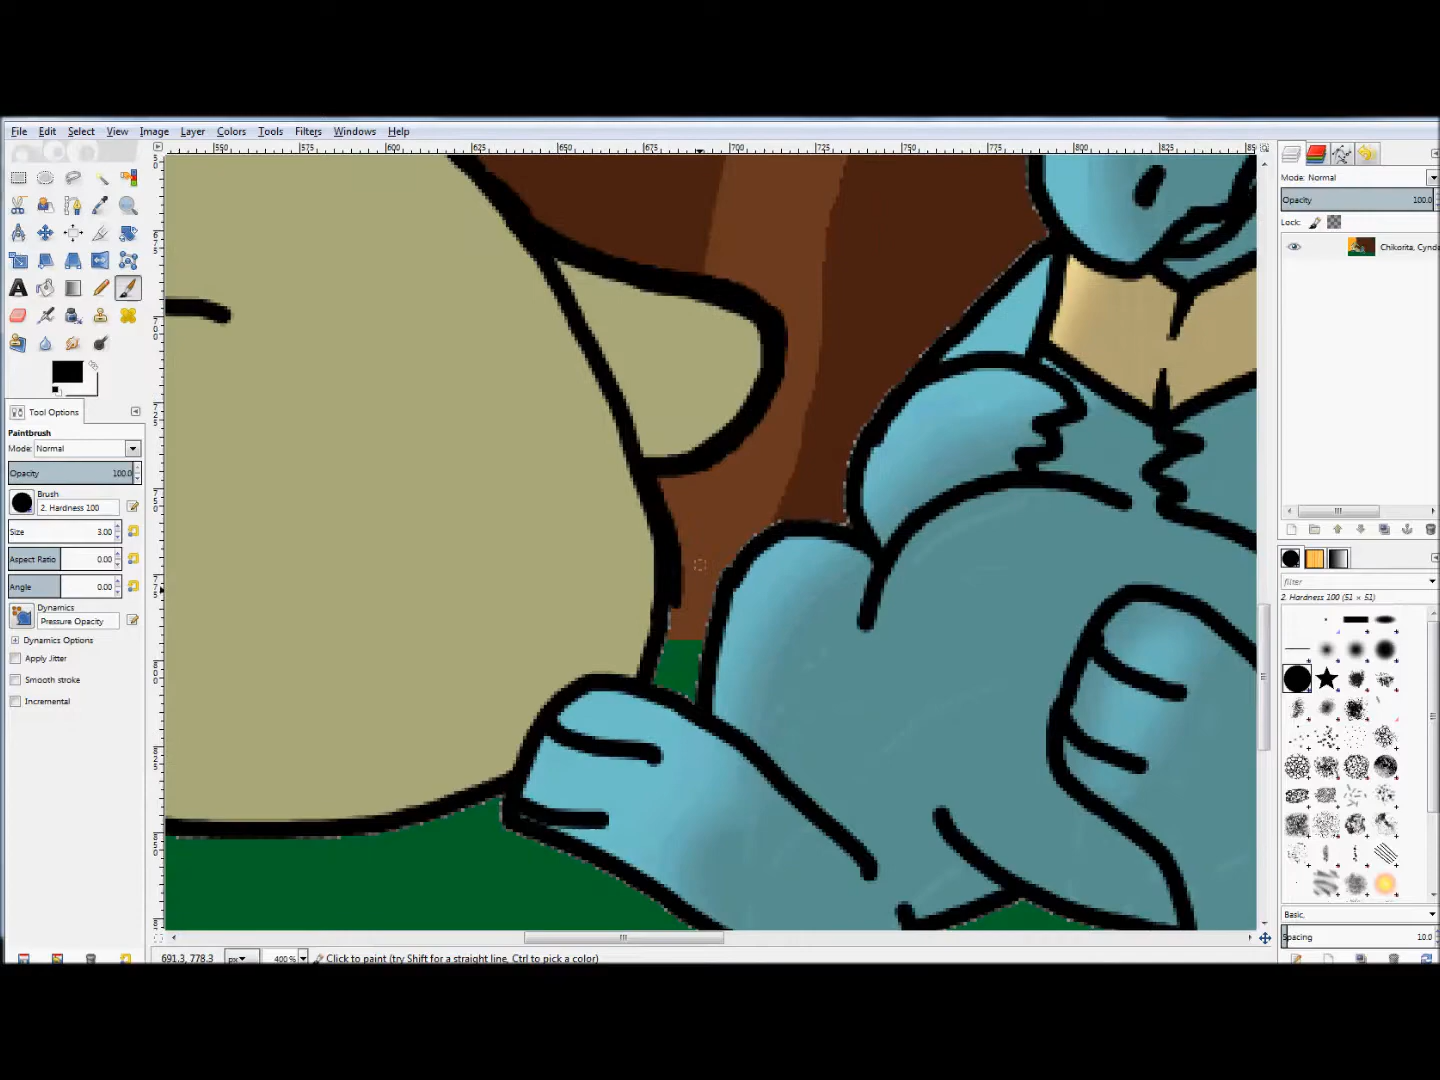 File Edit Select View Image Layer Colors Tools Filters Windows Help
550 575 600 625 650 675 700 725 750 775 800 825
Mode: Normal
Opacity 100.0
Lock:
Chikorita, Cynda
Tool Options
Paintbrush
Mode: Normal
Opacity 100.0
Brush
2. Hardness 100
Size 3.00
Aspect Ratio 0.00
Angle 0.00
Dynamics
Pressure Opacity
Dynamics Options
Apply Jitter
Smooth stroke
Incremental
filter
2. Hardness 100 (51 × 51)
Basic,
Spacing 10.0
691.3, 778.3 px 400 % Click to paint (try Shift for a straight line, Ctrl to pick a color)